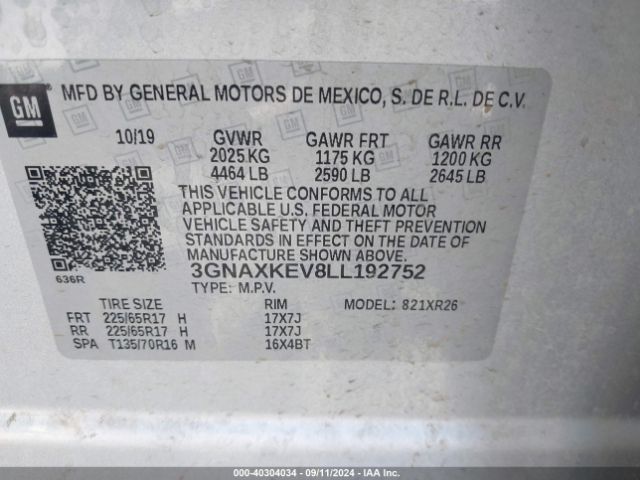 GM
MFD BY GENERAL MOTORS DE MEXICO, S. DE R.L. DE C.V.
10/19 GVWR GAWR FRT GAWR RR
2025 KG 1175 KG 1200 KG
4464 LB 2590 LB 2645 LB
THIS VEHICLE CONFORMS TO ALL
APPLICABLE U.S. FEDERAL MOTOR
VEHICLE SAFETY AND THEFT PREVENTION
STANDARDS IN EFFECT ON THE DATE OF
MANUFACTURE SHOWN ABOVE.
3GNAXKEV8LL192752
636R
TYPE: M.P.V.
TIRE SIZE RIM MODEL: 821XR26
FRT 225/65R17 H 17X7J
RR 225/65R17 H 17X7J
SPA T135/70R16 M 16X4BT
000-40304034 - 09/11/2024 - IAA Inc.